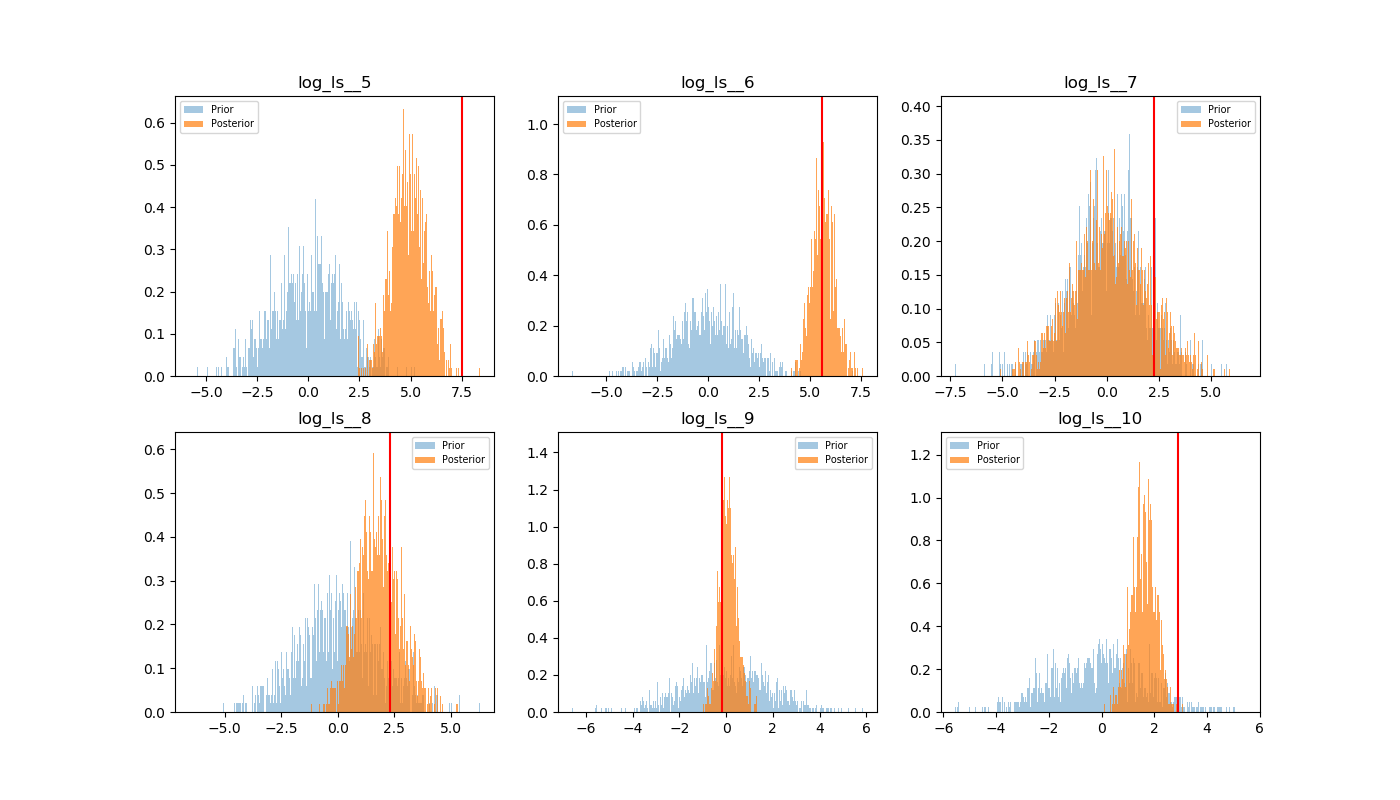 log_ls__5
Prior
Posterior
0.6
0.5
0.4
0.3
0.2
0.1
0.0
−5.0 −2.5 0.0 2.5 5.0 7.5
log_ls__6
Prior
Posterior
1.0
0.8
0.6
0.4
0.2
0.0
−5.0 −2.5 0.0 2.5 5.0 7.5
log_ls__7
Prior
Posterior
0.40
0.35
0.30
0.25
0.20
0.15
0.10
0.05
0.00
−7.5 −5.0 −2.5 0.0 2.5 5.0
log_ls__8
Prior
Posterior
0.6
0.5
0.4
0.3
0.2
0.1
0.0
−5.0 −2.5 0.0 2.5 5.0
log_ls__9
Prior
Posterior
1.4
1.2
1.0
0.8
0.6
0.4
0.2
0.0
−6 −4 −2 0 2 4 6
log_ls__10
Prior
Posterior
1.2
1.0
0.8
0.6
0.4
0.2
0.0
−6 −4 −2 0 2 4 6